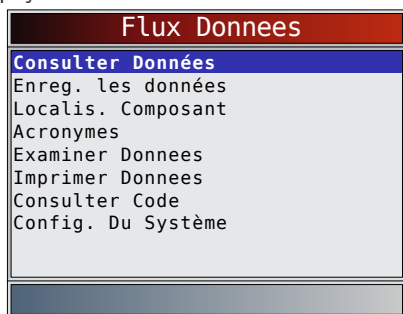 Flux Donnees
Consulter Données
Enreg. les données
Localis. Composant
Acronymes
Examiner Donnees
Imprimer Donnees
Consulter Code
Config. Du Système